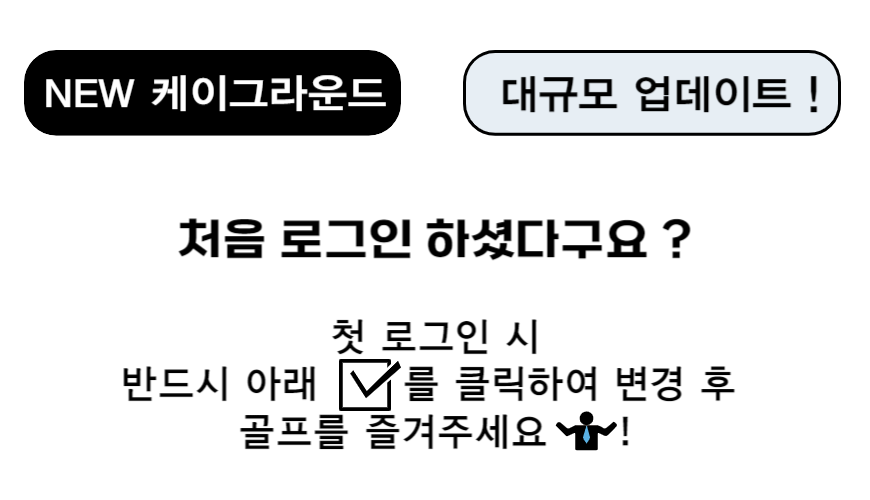 NEW 케이그라운드
대규모 업데이트 !
처음 로그인 하셨다구요 ?
첫 로그인 시
반드시 아래 를 클릭하여 변경 후
골프를 즐겨주세요 !